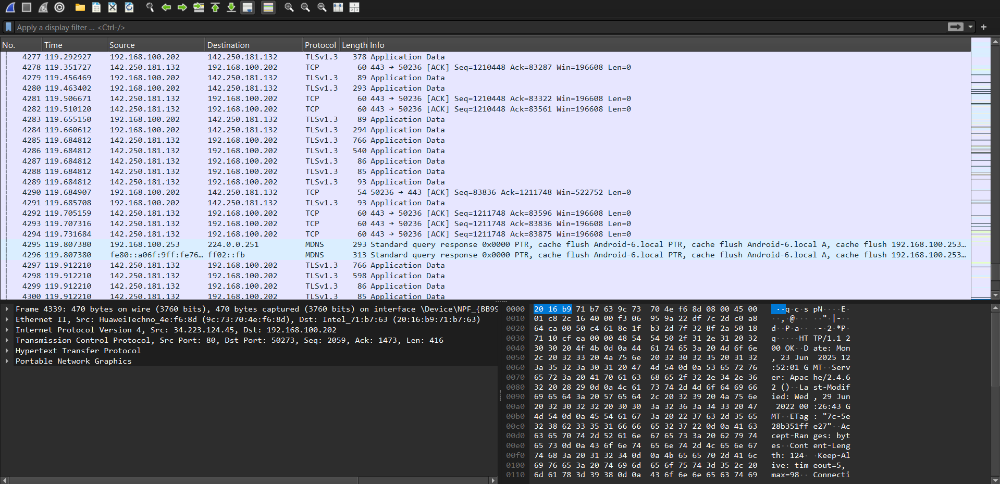 Apply a display filter … <Ctrl-/>
No. Time Source Destination Protocol Length Info
4277 119.292927 192.168.100.202 142.250.181.132 TLSv1.3 378 Application Data
4278 119.351727 142.250.181.132 192.168.100.202 TCP 60 443 → 50236 [ACK] Seq=1210448 Ack=83287 Win=196608 Len=0
4279 119.456469 192.168.100.202 142.250.181.132 TLSv1.3 89 Application Data
4280 119.463402 192.168.100.202 142.250.181.132 TLSv1.3 293 Application Data
4281 119.506671 142.250.181.132 192.168.100.202 TCP 60 443 → 50236 [ACK] Seq=1210448 Ack=83322 Win=196608 Len=0
4282 119.510120 142.250.181.132 192.168.100.202 TCP 60 443 → 50236 [ACK] Seq=1210448 Ack=83561 Win=196608 Len=0
4283 119.655150 192.168.100.202 142.250.181.132 TLSv1.3 89 Application Data
4284 119.660612 192.168.100.202 142.250.181.132 TLSv1.3 294 Application Data
4285 119.684812 142.250.181.132 192.168.100.202 TLSv1.3 766 Application Data
4286 119.684812 142.250.181.132 192.168.100.202 TLSv1.3 540 Application Data
4287 119.684812 142.250.181.132 192.168.100.202 TLSv1.3 86 Application Data
4288 119.684812 142.250.181.132 192.168.100.202 TLSv1.3 85 Application Data
4289 119.684812 142.250.181.132 192.168.100.202 TLSv1.3 93 Application Data
4290 119.684907 192.168.100.202 142.250.181.132 TCP 54 50236 → 443 [ACK] Seq=83836 Ack=1211748 Win=522752 Len=0
4291 119.685708 192.168.100.202 142.250.181.132 TLSv1.3 93 Application Data
4292 119.705159 142.250.181.132 192.168.100.202 TCP 60 443 → 50236 [ACK] Seq=1211748 Ack=83596 Win=196608 Len=0
4293 119.707316 142.250.181.132 192.168.100.202 TCP 60 443 → 50236 [ACK] Seq=1211748 Ack=83836 Win=196608 Len=0
4294 119.731684 142.250.181.132 192.168.100.202 TCP 60 443 → 50236 [ACK] Seq=1211748 Ack=83875 Win=196608 Len=0
4295 119.807380 192.168.100.253 224.0.0.251 MDNS 293 Standard query response 0x0000 PTR, cache flush Android-6.local PTR, cache flush Android-6.local A, cache flush 192.168.100.253…
4296 119.807380 fe80::a06f:9ff:fe76… ff02::fb MDNS 313 Standard query response 0x0000 PTR, cache flush Android-6.local PTR, cache flush Android-6.local A, cache flush 192.168.100.253…
4297 119.912210 142.250.181.132 192.168.100.202 TLSv1.3 766 Application Data
4298 119.912210 142.250.181.132 192.168.100.202 TLSv1.3 598 Application Data
4299 119.912210 142.250.181.132 192.168.100.202 TLSv1.3 86 Application Data
4300 119.912210 142.250.181.132 192.168.100.202 TLSv1.3 85 Application Data
Frame 4339: 470 bytes on wire (3760 bits), 470 bytes captured (3760 bits) on interface \Device\NPF_{BB99
Ethernet II, Src: HuaweiTechno_4e:f6:8d (9c:73:70:4e:f6:8d), Dst: Intel_71:b7:63 (20:16:b9:71:b7:63)
Internet Protocol Version 4, Src: 34.223.124.45, Dst: 192.168.100.202
Transmission Control Protocol, Src Port: 80, Dst Port: 50273, Seq: 2059, Ack: 1473, Len: 416
Hypertext Transfer Protocol
Portable Network Graphics
0000 20 16 b9 71 b7 63 9c 73 70 4e f6 8d 08 00 45 00 ··q·c·s pN····E·
0010 01 c8 2c 16 40 00 f3 06 95 9a 22 df 7c 2d c0 a8 ··,·@··· ··"·|-··
0020 64 ca 00 50 c4 61 8e 1f b3 2d 7f 32 8f 2a 50 18 d··P·a·· ·-·2·*P·
0030 71 10 cf ea 00 00 48 54 54 50 2f 31 2e 31 20 32 q·····HT TP/1.1 2
0040 30 30 20 4f 4b 0d 0a 44 61 74 65 3a 20 4d 6f 6e 00 OK··D ate: Mon
0050 2c 20 32 33 20 4a 75 6e 20 32 30 32 35 20 31 32 , 23 Jun 2025 12
0060 3a 35 32 3a 30 31 20 47 4d 54 0d 0a 53 65 72 76 :52:01 G MT··Serv
0070 65 72 3a 20 41 70 61 63 68 65 2f 32 2e 34 2e 36 er: Apac he/2.4.6
0080 32 20 28 29 0d 0a 4c 61 73 74 2d 4d 6f 64 69 66 2 ()··La st-Modif
0090 69 65 64 3a 20 57 65 64 2c 20 32 39 20 4a 75 6e ied: Wed , 29 Jun
00a0 20 32 30 32 32 20 30 30 3a 32 36 3a 34 33 20 47 2022 00 :26:43 G
00b0 4d 54 0d 0a 45 54 61 67 3a 20 22 37 63 2d 35 65 MT··ETag : "7c-5e
00c0 32 38 62 33 35 31 66 66 65 32 37 22 0d 0a 41 63 28b351ff e27"··Ac
00d0 63 65 70 74 2d 52 61 6e 67 65 73 3a 20 62 79 74 cept-Ran ges: byt
00e0 65 73 0d 0a 43 6f 6e 74 65 6e 74 2d 4c 65 6e 67 es··Cont ent-Leng
00f0 74 68 3a 20 31 32 34 0d 0a 4b 65 65 70 2d 41 6c th: 124· ·Keep-Al
0100 69 76 65 3a 20 74 69 6d 65 6f 75 74 3d 35 2c 20 ive: tim eout=5,
0110 6d 61 78 3d 39 38 0d 0a 43 6f 6e 6e 65 63 74 69 max=98·· Connecti